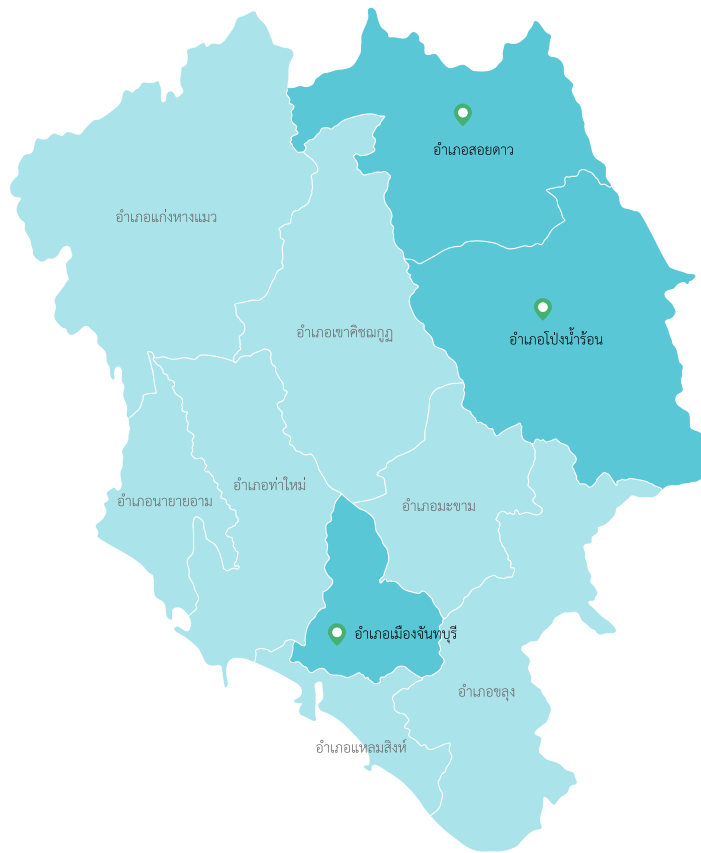 อำเภอสอยดาว
อำเภอแก่งหางแมว
อำเภอเขาคิชฌกูฏ
อำเภอโป่งน้ำร้อน
อำเภอท่าใหม่
อำเภอนายายอาม
อำเภอมะขาม
อำเภอเมืองจันทบุรี
อำเภอขลุง
อำเภอแหลมสิงห์